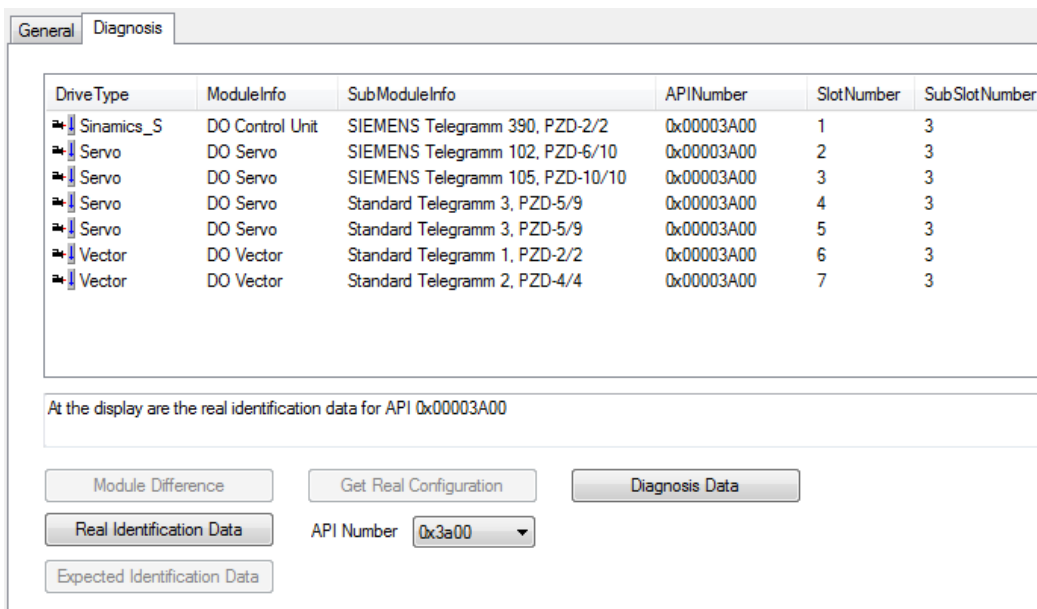 General Diagnosis
DriveType ModuleInfo SubModuleInfo APINumber SlotNumber SubSlotNumber
Sinamics_S DO Control Unit SIEMENS Telegramm 390, PZD-2/2 0x00003A00 1 3
Servo DO Servo SIEMENS Telegramm 102, PZD-6/10 0x00003A00 2 3
Servo DO Servo SIEMENS Telegramm 105, PZD-10/10 0x00003A00 3 3
Servo DO Servo Standard Telegramm 3, PZD-5/9 0x00003A00 4 3
Servo DO Servo Standard Telegramm 3, PZD-5/9 0x00003A00 5 3
Vector DO Vector Standard Telegramm 1, PZD-2/2 0x00003A00 6 3
Vector DO Vector Standard Telegramm 2, PZD-4/4 0x00003A00 7 3
At the display are the real identification data for API 0x00003A00
Module Difference Get Real Configuration Diagnosis Data
Real Identification Data API Number 0x3a00
Expected Identification Data